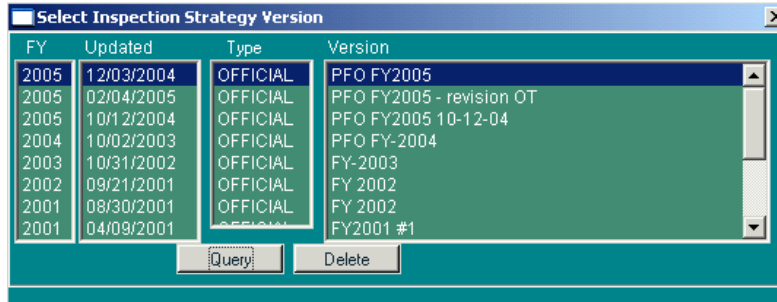 Select Inspection Strategy Version
FY Updated Type Version
2005 12/03/2004 OFFICIAL PFO FY2005
2005 02/04/2005 OFFICIAL PFO FY2005 - revision OT
2005 10/12/2004 OFFICIAL PFO FY2005 10-12-04
2004 10/02/2003 OFFICIAL PFO FY-2004
2003 10/31/2002 OFFICIAL FY-2003
2002 09/21/2001 OFFICIAL FY 2002
2001 08/30/2001 OFFICIAL FY 2002
2001 04/09/2001 OFFICIAL FY2001 #1
Query Delete